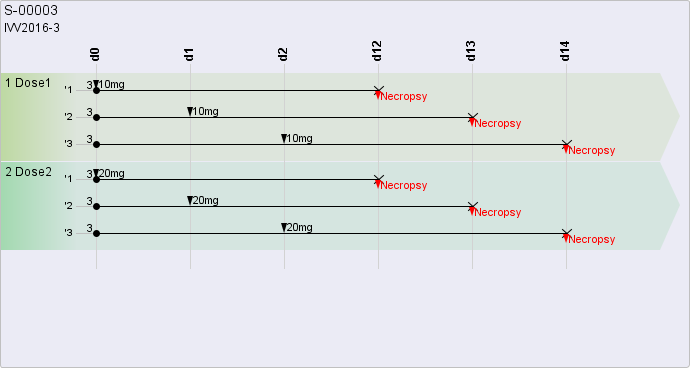 S-00003
IVV2016-3
d0 d1 d2 d12 d13 d14
1 Dose1
'1 3 10mg Necropsy
'2 3 10mg Necropsy
'3 3 10mg Necropsy
2 Dose2
'1 3 20mg Necropsy
'2 3 20mg Necropsy
'3 3 20mg Necropsy